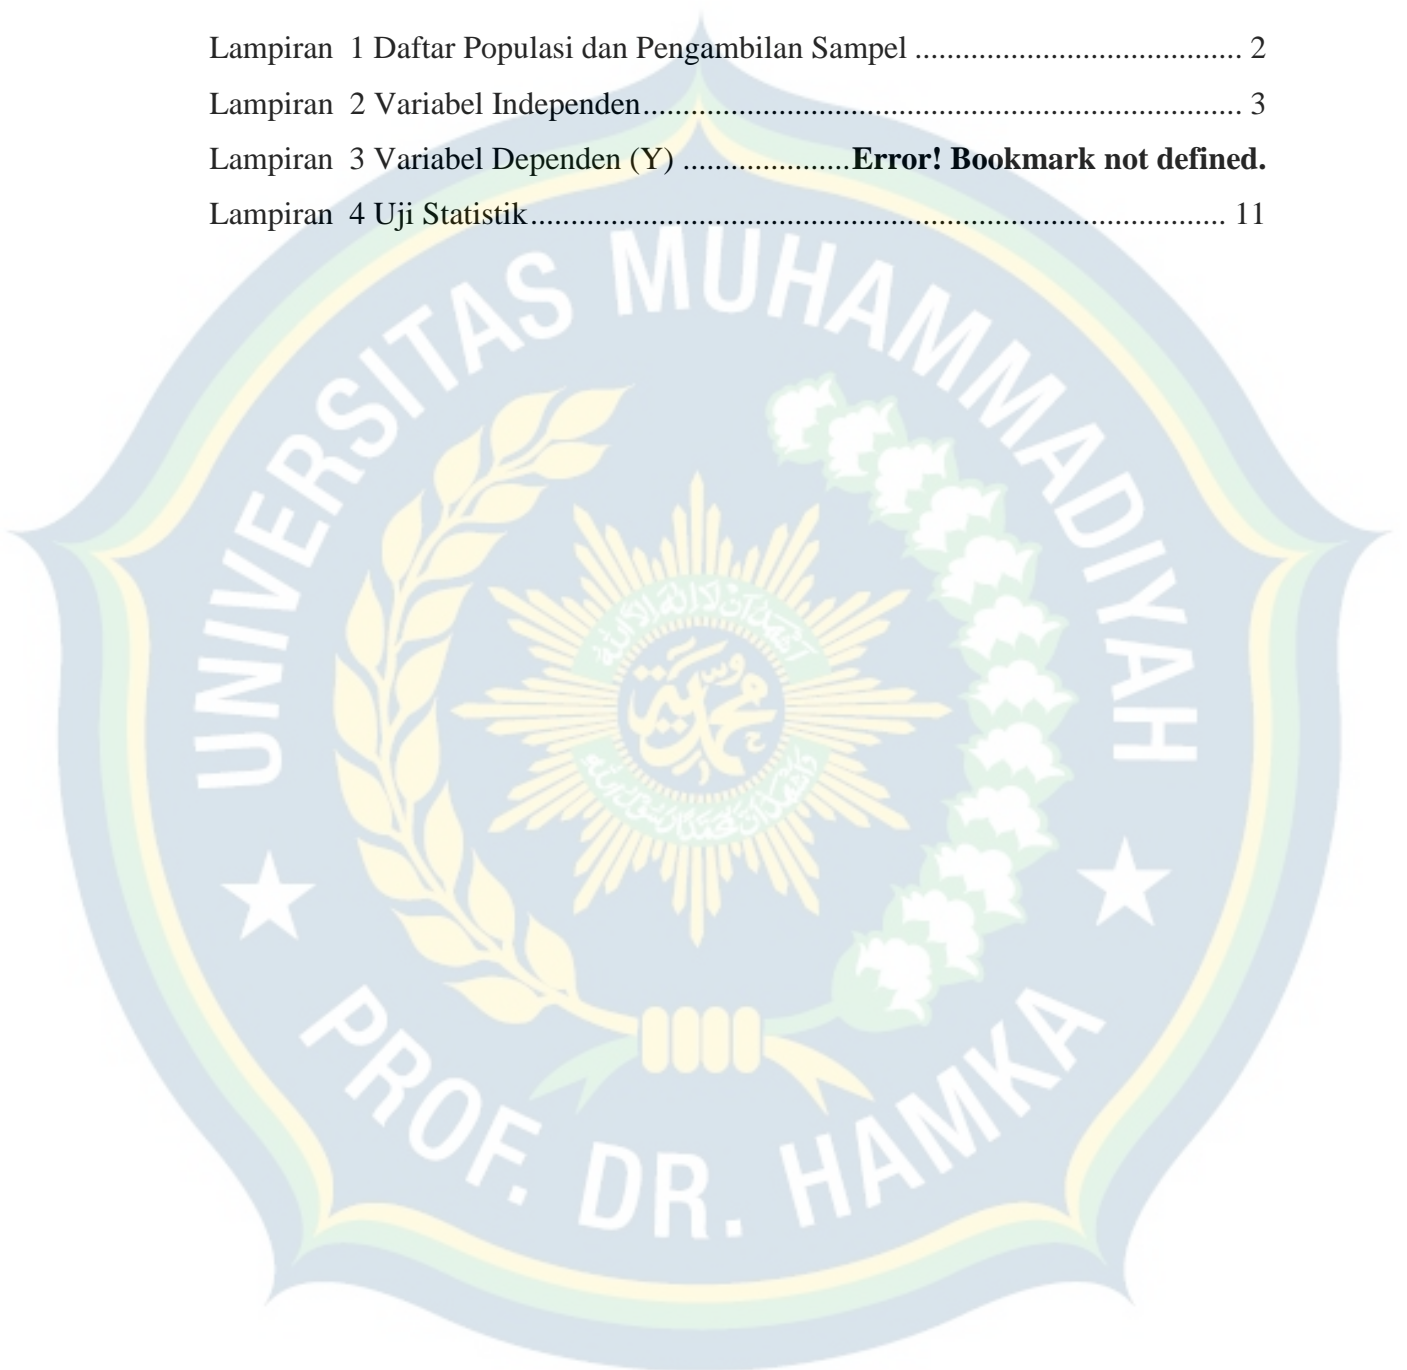 Lampiran  1 Daftar Populasi dan Pengambilan Sampel ......................................... 2
Lampiran  2 Variabel Independen........................................................................... 3
Lampiran  3 Variabel Dependen (Y) .....................Error! Bookmark not defined.
Lampiran  4 Uji Statistik....................................................................................... 11
UNIVERSITAS MUHAMMADIYAH
PROF. DR. HAMKA
محمدية